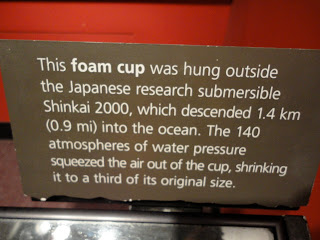 This foam cup was hung outside
the Japanese research submersible
Shinkai 2000, which descended 1.4 km
(0.9 mi) into the ocean. The 140
atmospheres of water pressure
squeezed the air out of the cup, shrinking
it to a third of its original size.